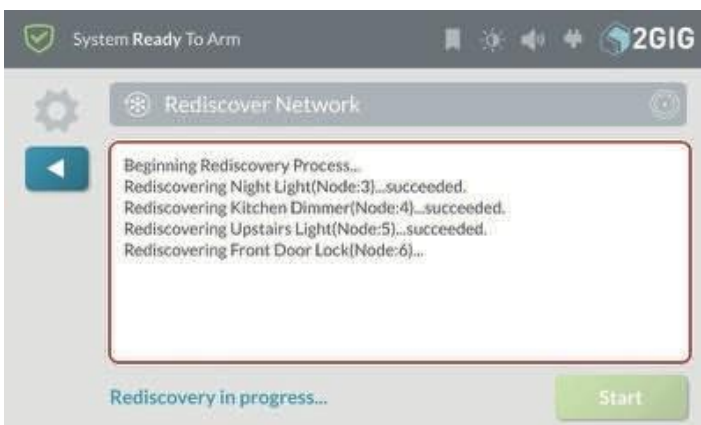 System Ready To Arm
2GIG
Rediscover Network
Beginning Rediscovery Process...
Rediscovering Night Light(Node:3)...succeeded.
Rediscovering Kitchen Dimmer(Node:4)...succeeded.
Rediscovering Upstairs Light(Node:5)...succeeded.
Rediscovering Front Door Lock(Node:6)...
Rediscovery in progress...
Start